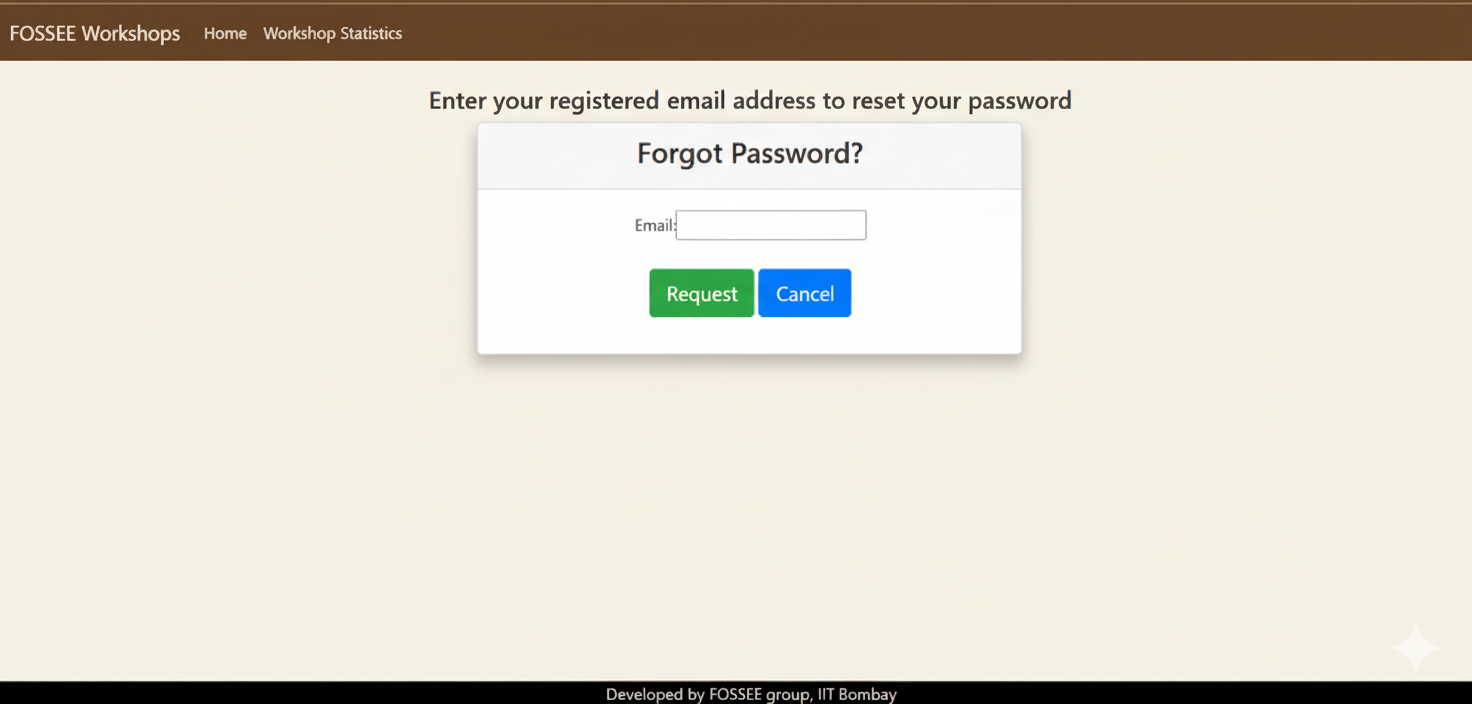 FOSSEE Workshops Home Workshop Statistics
Enter your registered email address to reset your password
Forgot Password?
Email:
Request Cancel
Developed by FOSSEE group, IIT Bombay